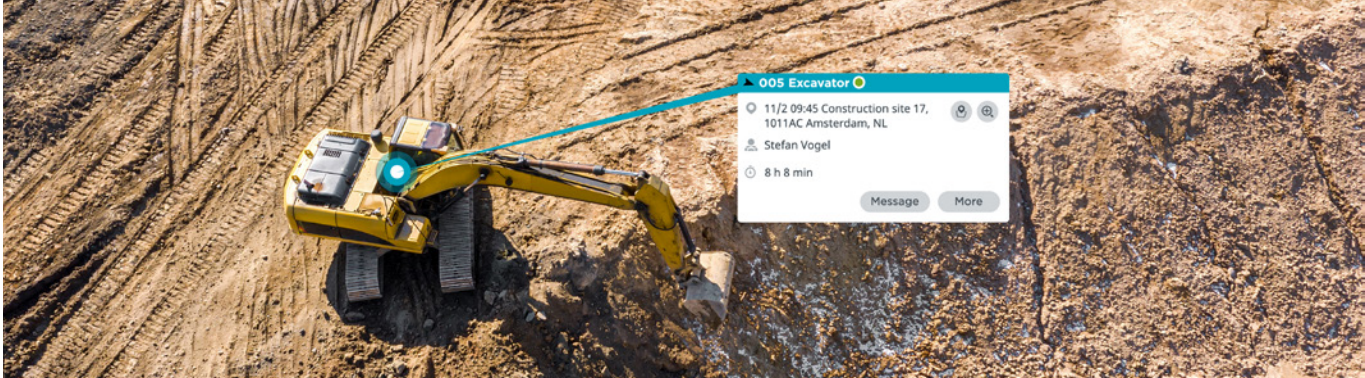 005 Excavator
11/2 09:45 Construction site 17,
1011AC Amsterdam, NL
Stefan Vogel
8 h 8 min
Message
More